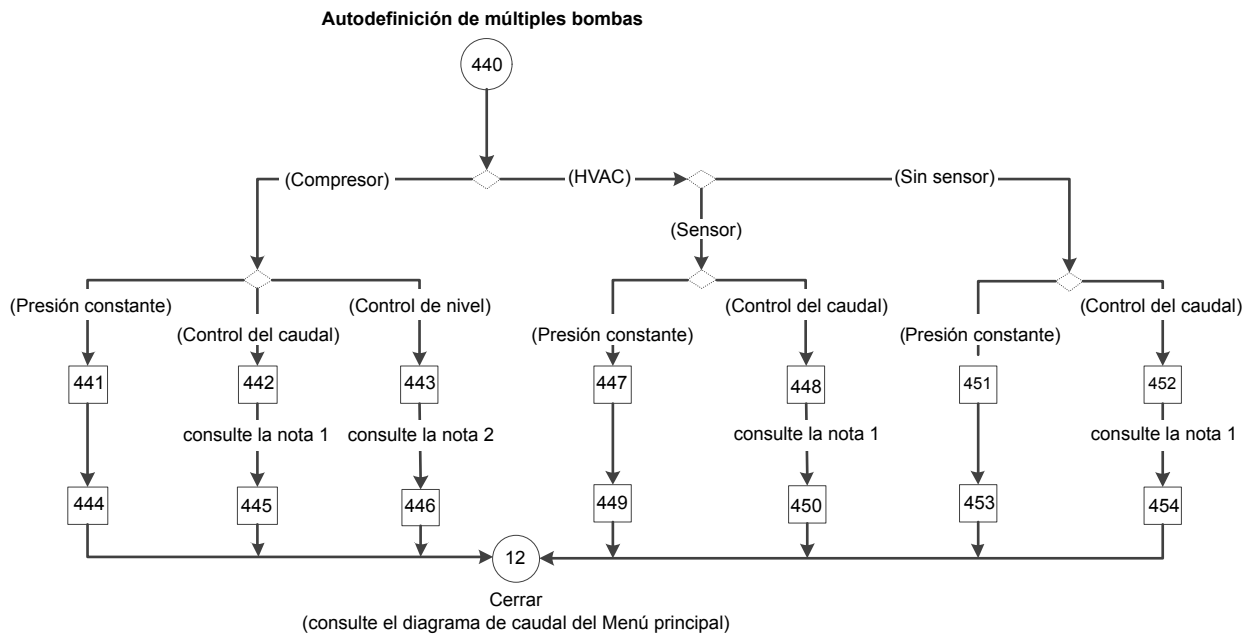 Autodefinición de múltiples bombas
440
(Compresor)
(HVAC)
(Sin sensor)
(Sensor)
(Presión constante)
(Control de nivel)
(Control del caudal)
(Control del caudal)
(Control del caudal)
(Presión constante)
(Presión constante)
441
442
443
447
448
451
452
consulte la nota 1
consulte la nota 2
consulte la nota 1
consulte la nota 1
444
445
446
449
450
453
454
12
Cerrar
(consulte el diagrama de caudal del Menú principal)